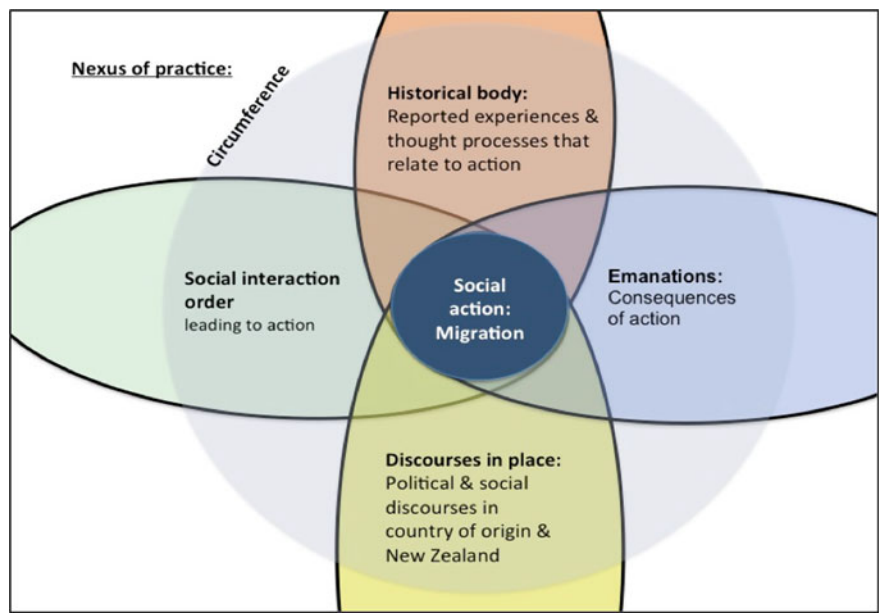 Nexus of practice:
Circumference
Historical body:
Reported experiences &
thought processes that
relate to action
Social interaction
order
leading to action
Social
action:
Migration
Emanations:
Consequences
of action
Discourses in place:
Political & social
discourses in
country of origin &
New Zealand